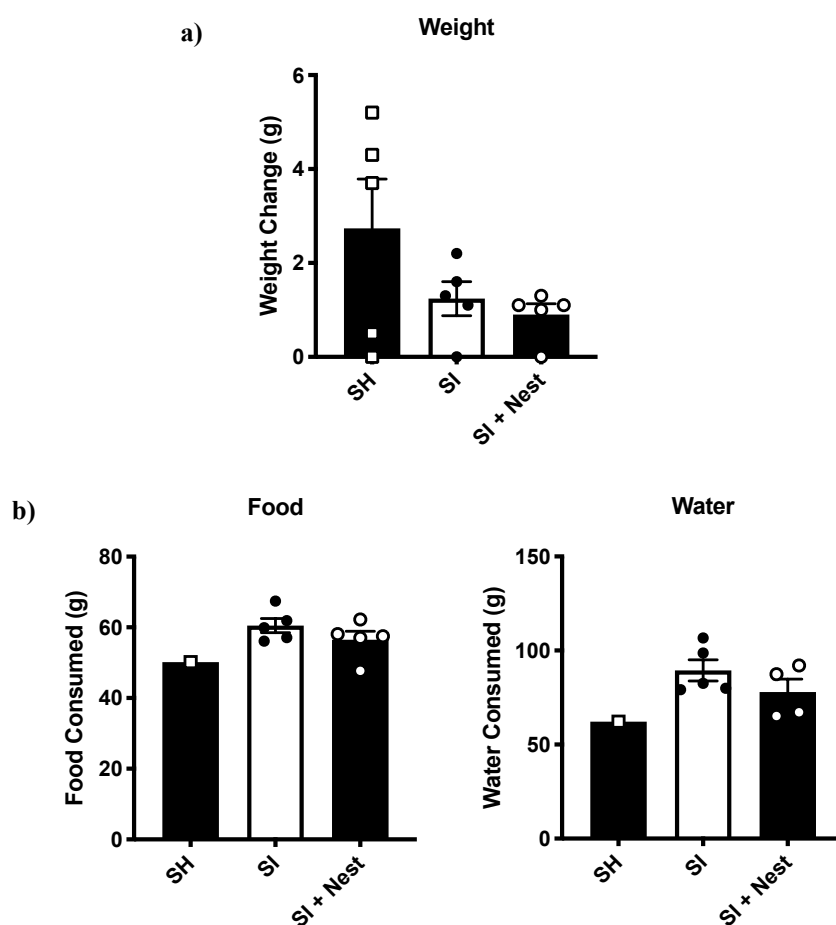 a)
Weight
Weight Change (g)
6
4
2
0
SH
SI
SI + Nest
b)
Food
Food Consumed (g)
80
60
40
20
0
SH
SI
SI + Nest
Water
Water Consumed (g)
150
100
50
0
SH
SI
SI + Nest